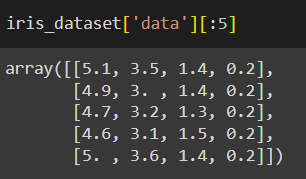 iris_dataset['data'][:5]
array([[5.1, 3.5, 1.4, 0.2],
       [4.9, 3. , 1.4, 0.2],
       [4.7, 3.2, 1.3, 0.2],
       [4.6, 3.1, 1.5, 0.2],
       [5. , 3.6, 1.4, 0.2]])